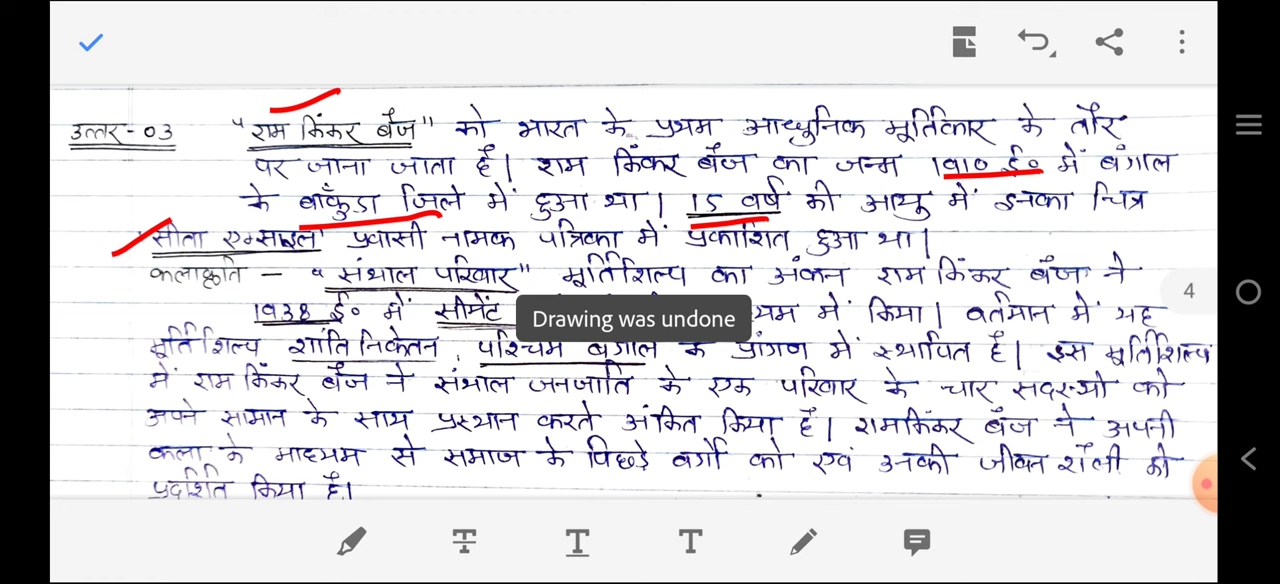 उत्तर-03 "राम किंकर बैज" को भारत के प्रथम आधुनिक मूर्तिकार के तौर
पर जाना जाता है। राम किंकर बैज का जन्म 1910 ई० में बंगाल
के बाँकुडा जिले में हुआ था। 15 वर्ष की आयु में इनका चित्र
'सीता एग्साइल' प्रवासी नामक पत्रिका में प्रकाशित हुआ था।
कलाकृति - "संथाल परिवार" मूर्तिशिल्प का अंकन राम किंकर बैज ने
4
1938 ई० में सीमेंट में किया। वर्तमान में यह
Drawing was undone
मूर्तिशिल्प शांति निकेतन, पश्चिम बंगाल के प्रांगण में स्थापित है। इस मूर्तिशिल्प
में राम किंकर बैज ने संथाल जनजाति के एक परिवार के चार सदस्यो को
अपने सामान के साथ प्रस्थान करते अंकित किया है। रामकिंकर बैज ने अपनी
कला के माध्यम से समाज के पिछडे वर्गों को एवं उनकी जीवन शैली को
प्रदर्शित किया है।
T T T